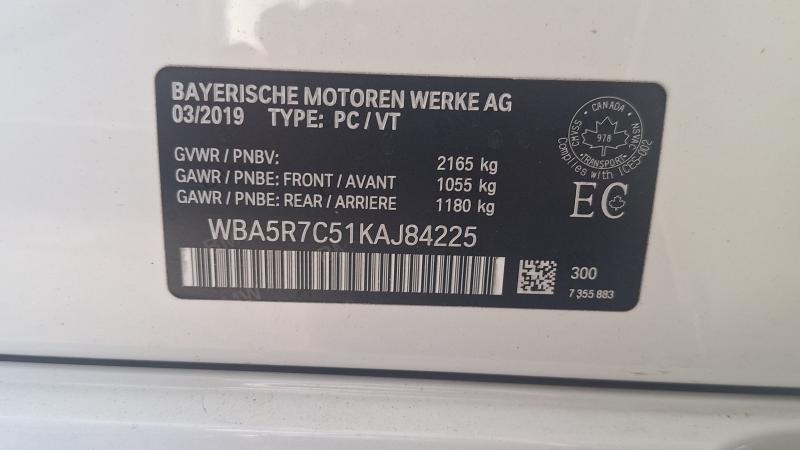 BAYERISCHE MOTOREN WERKE AG
03/2019 TYPE: PC / VT
GVWR / PNBV: 2165 kg
GAWR / PNBE: FRONT / AVANT 1055 kg
GAWR / PNBE: REAR / ARRIERE 1180 kg
WBA5R7C51KAJ84225
CANADA
CMVSS
978
NSVAC
TRANSPORT
Complies with ICES-002
EC
300
7 355 883